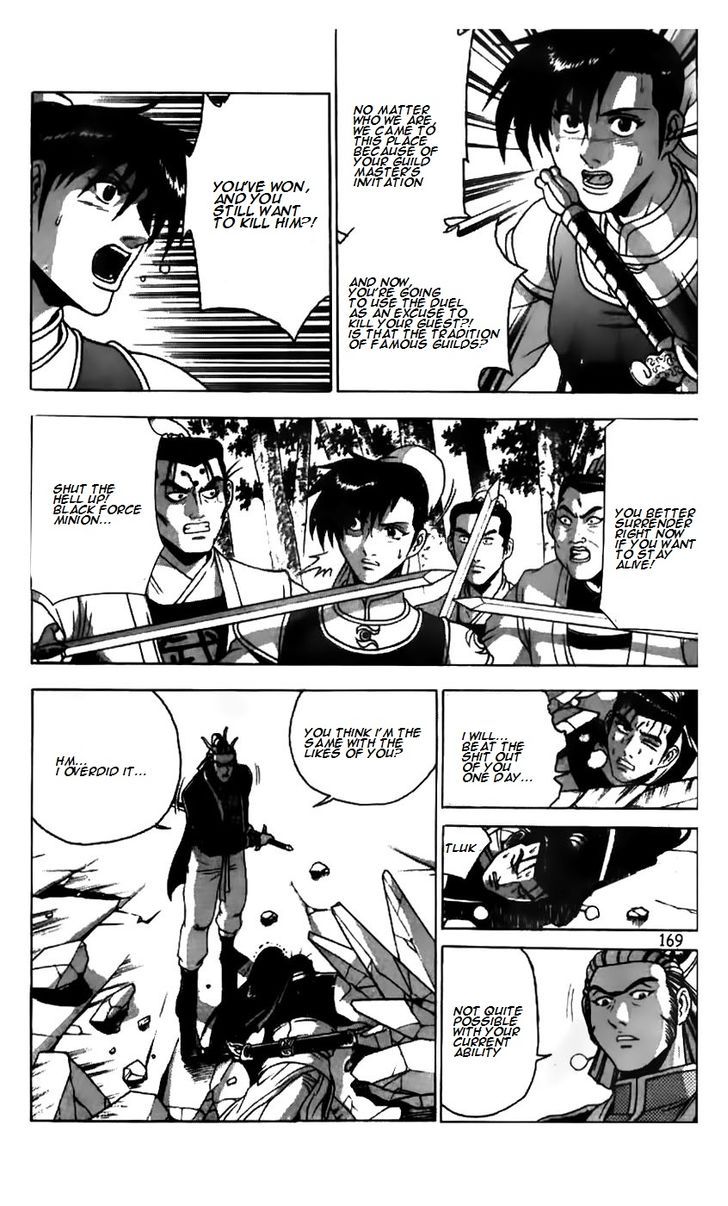 NO MATTER
WHO WE ARE,
WE CAME TO
THIS PLACE
BECAUSE OF
YOUR GUILD
MASTER'S
INVITATION
AND NOW,
YOU'RE GOING
TO USE THE DUEL
AS AN EXCUSE TO
KILL YOUR GUEST?!
IS THAT THE TRADITION
OF FAMOUS GUILDS?
YOU'VE WON,
AND YOU
STILL WANT
TO KILL HIM?!
YOU BETTER
SURRENDER
RIGHT NOW
IF YOU WANT
TO STAY
ALIVE!
SHUT THE
HELL UP!
BLACK FORCE
MINION...
武
I WILL...
BEAT THE
SHIT OUT
OF YOU
ONE DAY...
TLUK
169
NOT QUITE
POSSIBLE
WITH YOUR
CURRENT
ABILITY
YOU THINK I'M THE
SAME WITH THE
LIKES OF YOU?
HM...
I OVERDID IT...